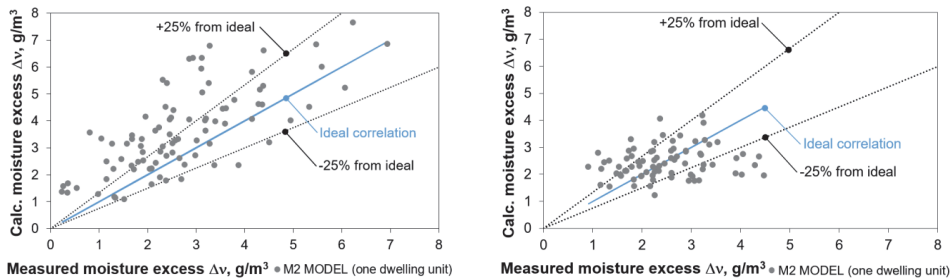 Calc. moisture excess Δν, g/m³
8
7
6
5
4
3
2
1
0
+25% from ideal
Ideal correlation
-25% from ideal
0 1 2 3 4 5 6 7 8
Measured moisture excess Δν, g/m³ ● M2 MODEL (one dwelling unit)
Calc. moisture excess Δν, g/m³
8
7
6
5
4
3
2
1
0
+25% from ideal
Ideal correlation
-25% from ideal
0 1 2 3 4 5 6 7 8
Measured moisture excess Δν, g/m³ ● M2 MODEL (one dwelling unit)